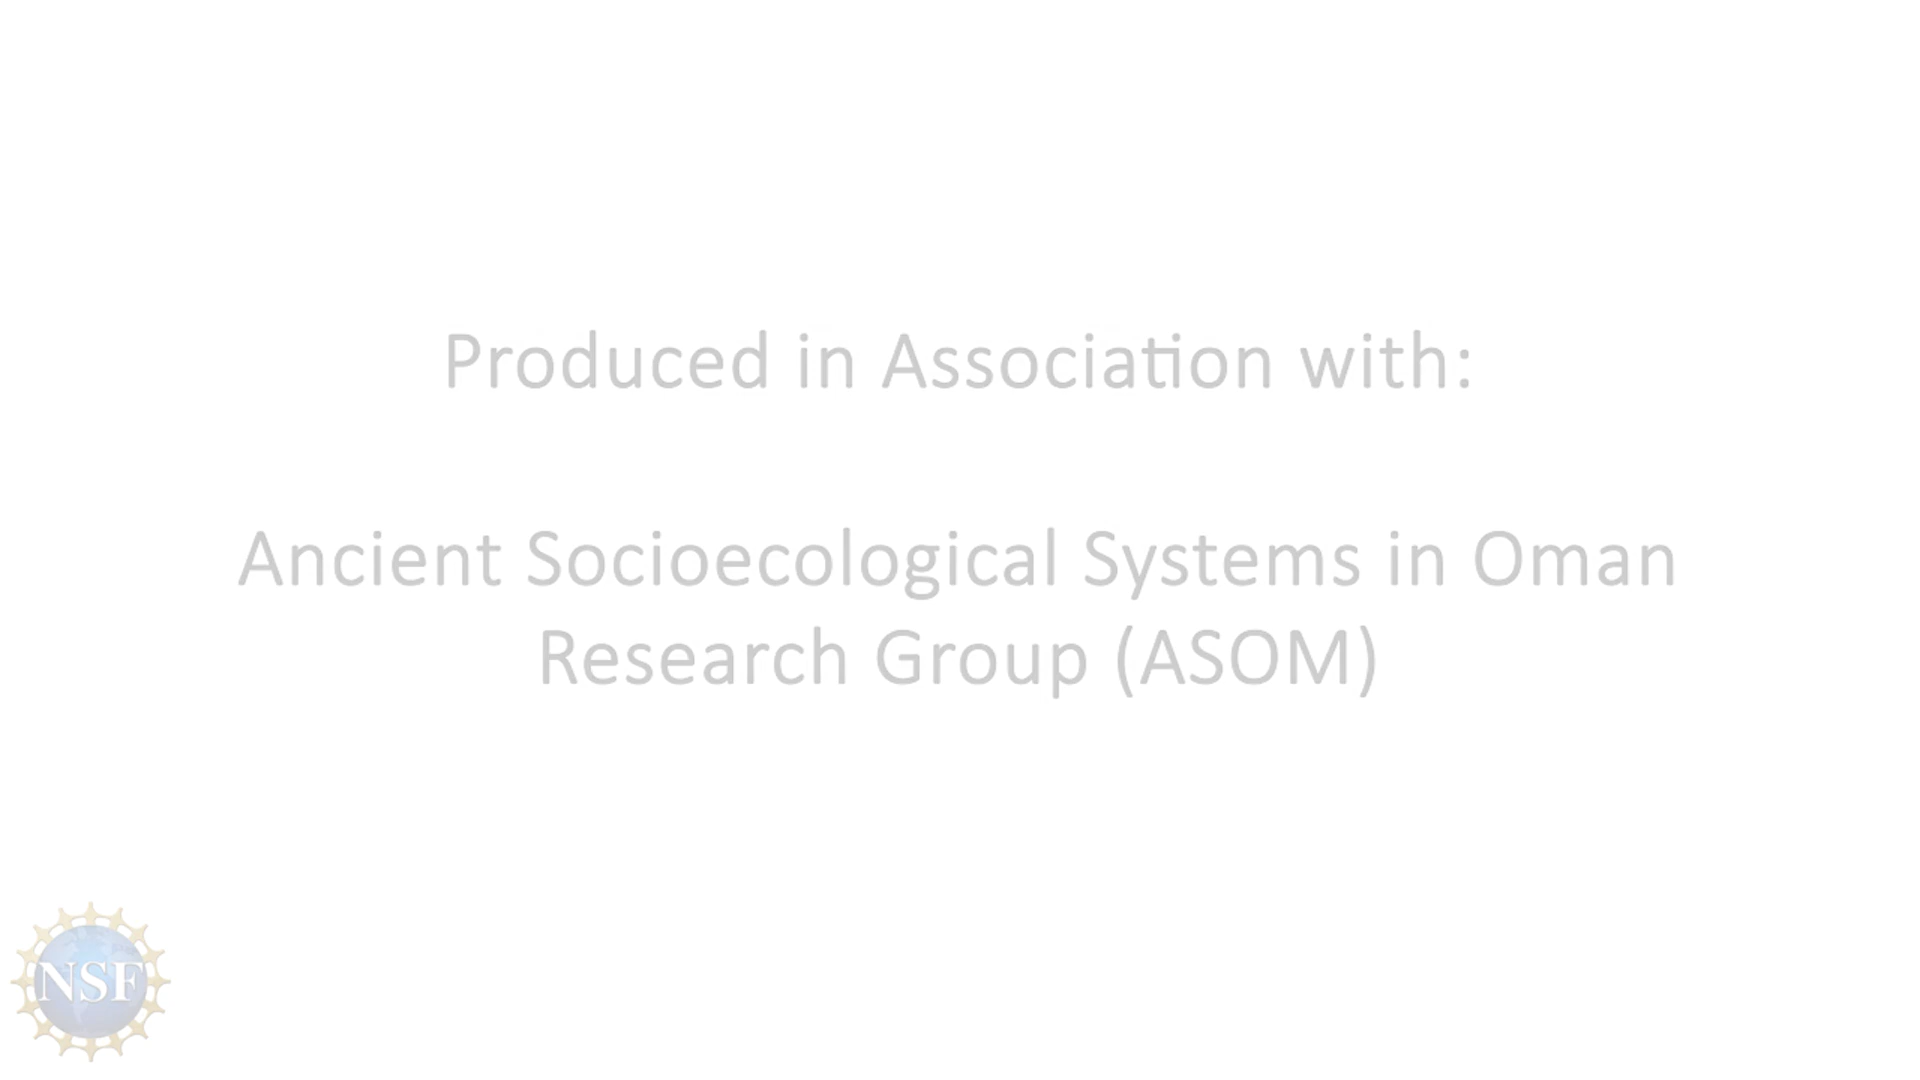 Produced in Association with:
Ancient Socioecological Systems in Oman
Research Group (ASOM)
NSF